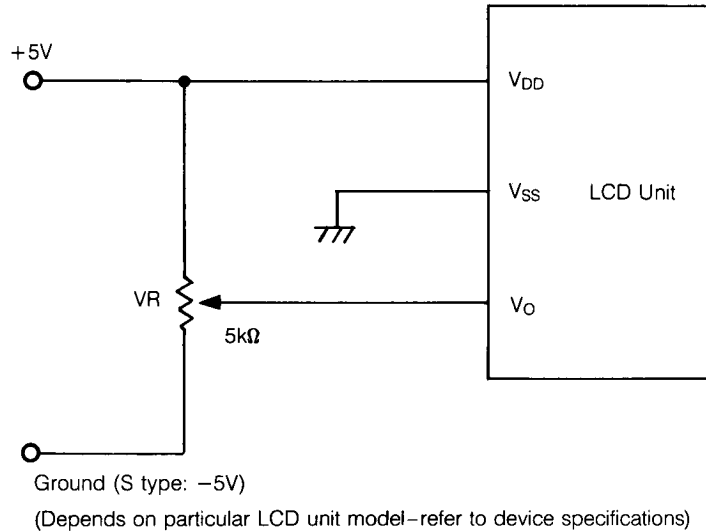 +5V
VDD
VSS
LCD Unit
VR
VO
5kΩ
Ground (S type: −5V)
(Depends on particular LCD unit model–refer to device specifications)